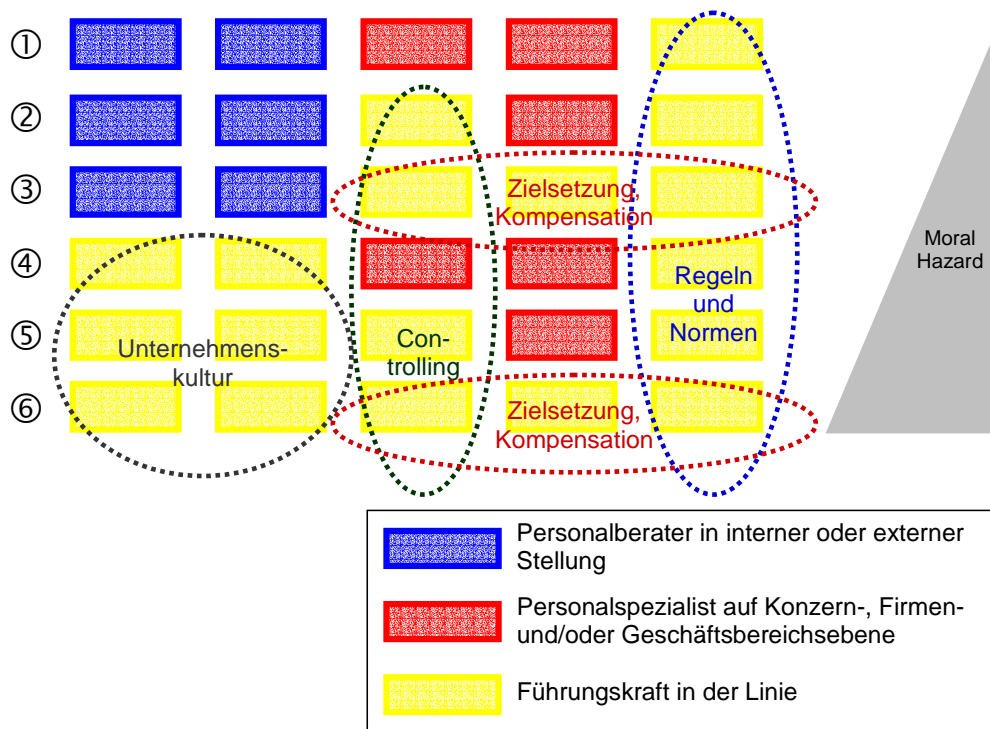 ①
②
③
Zielsetzung,
Kompensation
④
Moral
Hazard
Regeln
und
Normen
⑤
Unternehmens-
kultur
Con-
trolling
⑥
Zielsetzung,
Kompensation
Personalberater in interner oder externer
Stellung
Personalspezialist auf Konzern-, Firmen-
und/oder Geschäftsbereichsebene
Führungskraft in der Linie